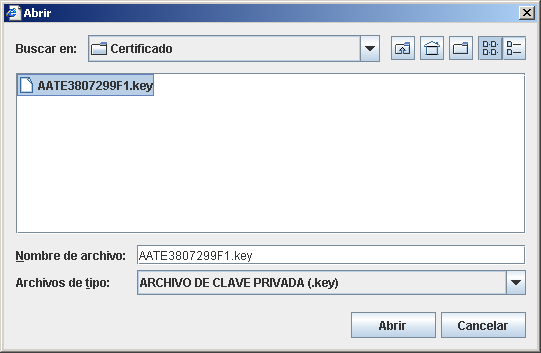 Abrir
Buscar en: Certificado
AATE3807299F1.key
Nombre de archivo: AATE3807299F1.key
Archivos de tipo: ARCHIVO DE CLAVE PRIVADA (.key)
Abrir Cancelar